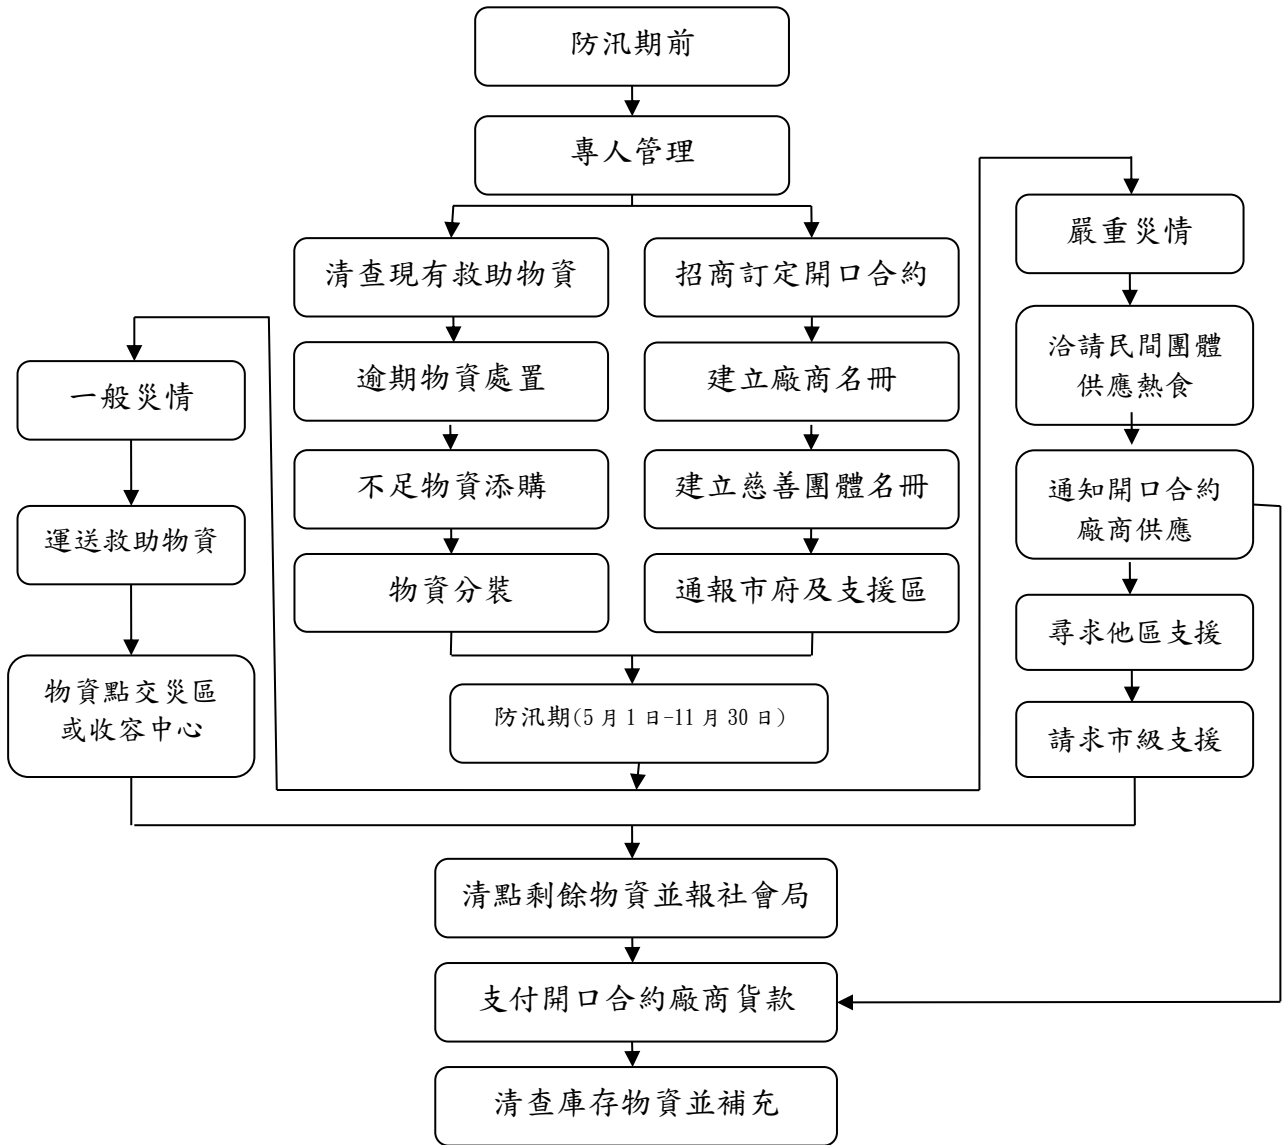 防汛期前
專人管理
清查現有救助物資
招商訂定開口合約
嚴重災情
逾期物資處置
建立廠商名冊
洽請民間團體
供應熱食
一般災情
不足物資添購
建立慈善團體名冊
通知開口合約
廠商供應
運送救助物資
物資分裝
通報市府及支援區
尋求他區支援
物資點交災區
或收容中心
防汛期(5 月 1 日-11 月 30 日)
請求市級支援
清點剩餘物資並報社會局
支付開口合約廠商貨款
清查庫存物資並補充